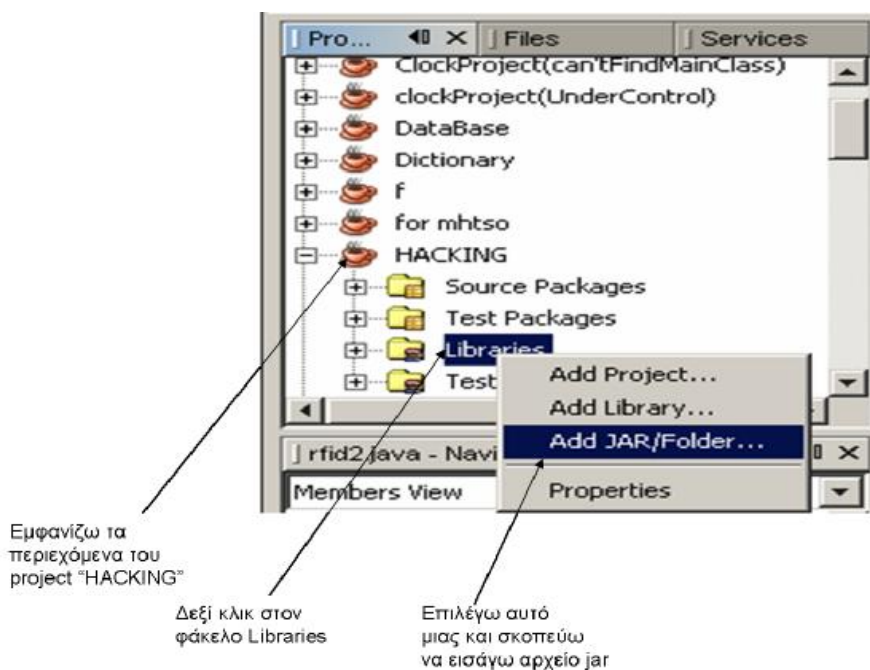 Pro...
Files
Services
ClockProject(can'tFindMainClass)
clockProject(UnderControl)
DataBase
Dictionary
f
for mhtso
HACKING
Source Packages
Test Packages
Libraries
Test
Add Project...
Add Library...
Add JAR/Folder...
Properties
rfid2.java - Navi
Members View
Εμφανίζω τα
περιεχόμενα του
project "HACKING"
Δεξί κλικ στον
φάκελο Libraries
Επιλέγω αυτό
μιας και σκοπεύω
να εισάγω αρχείο jar